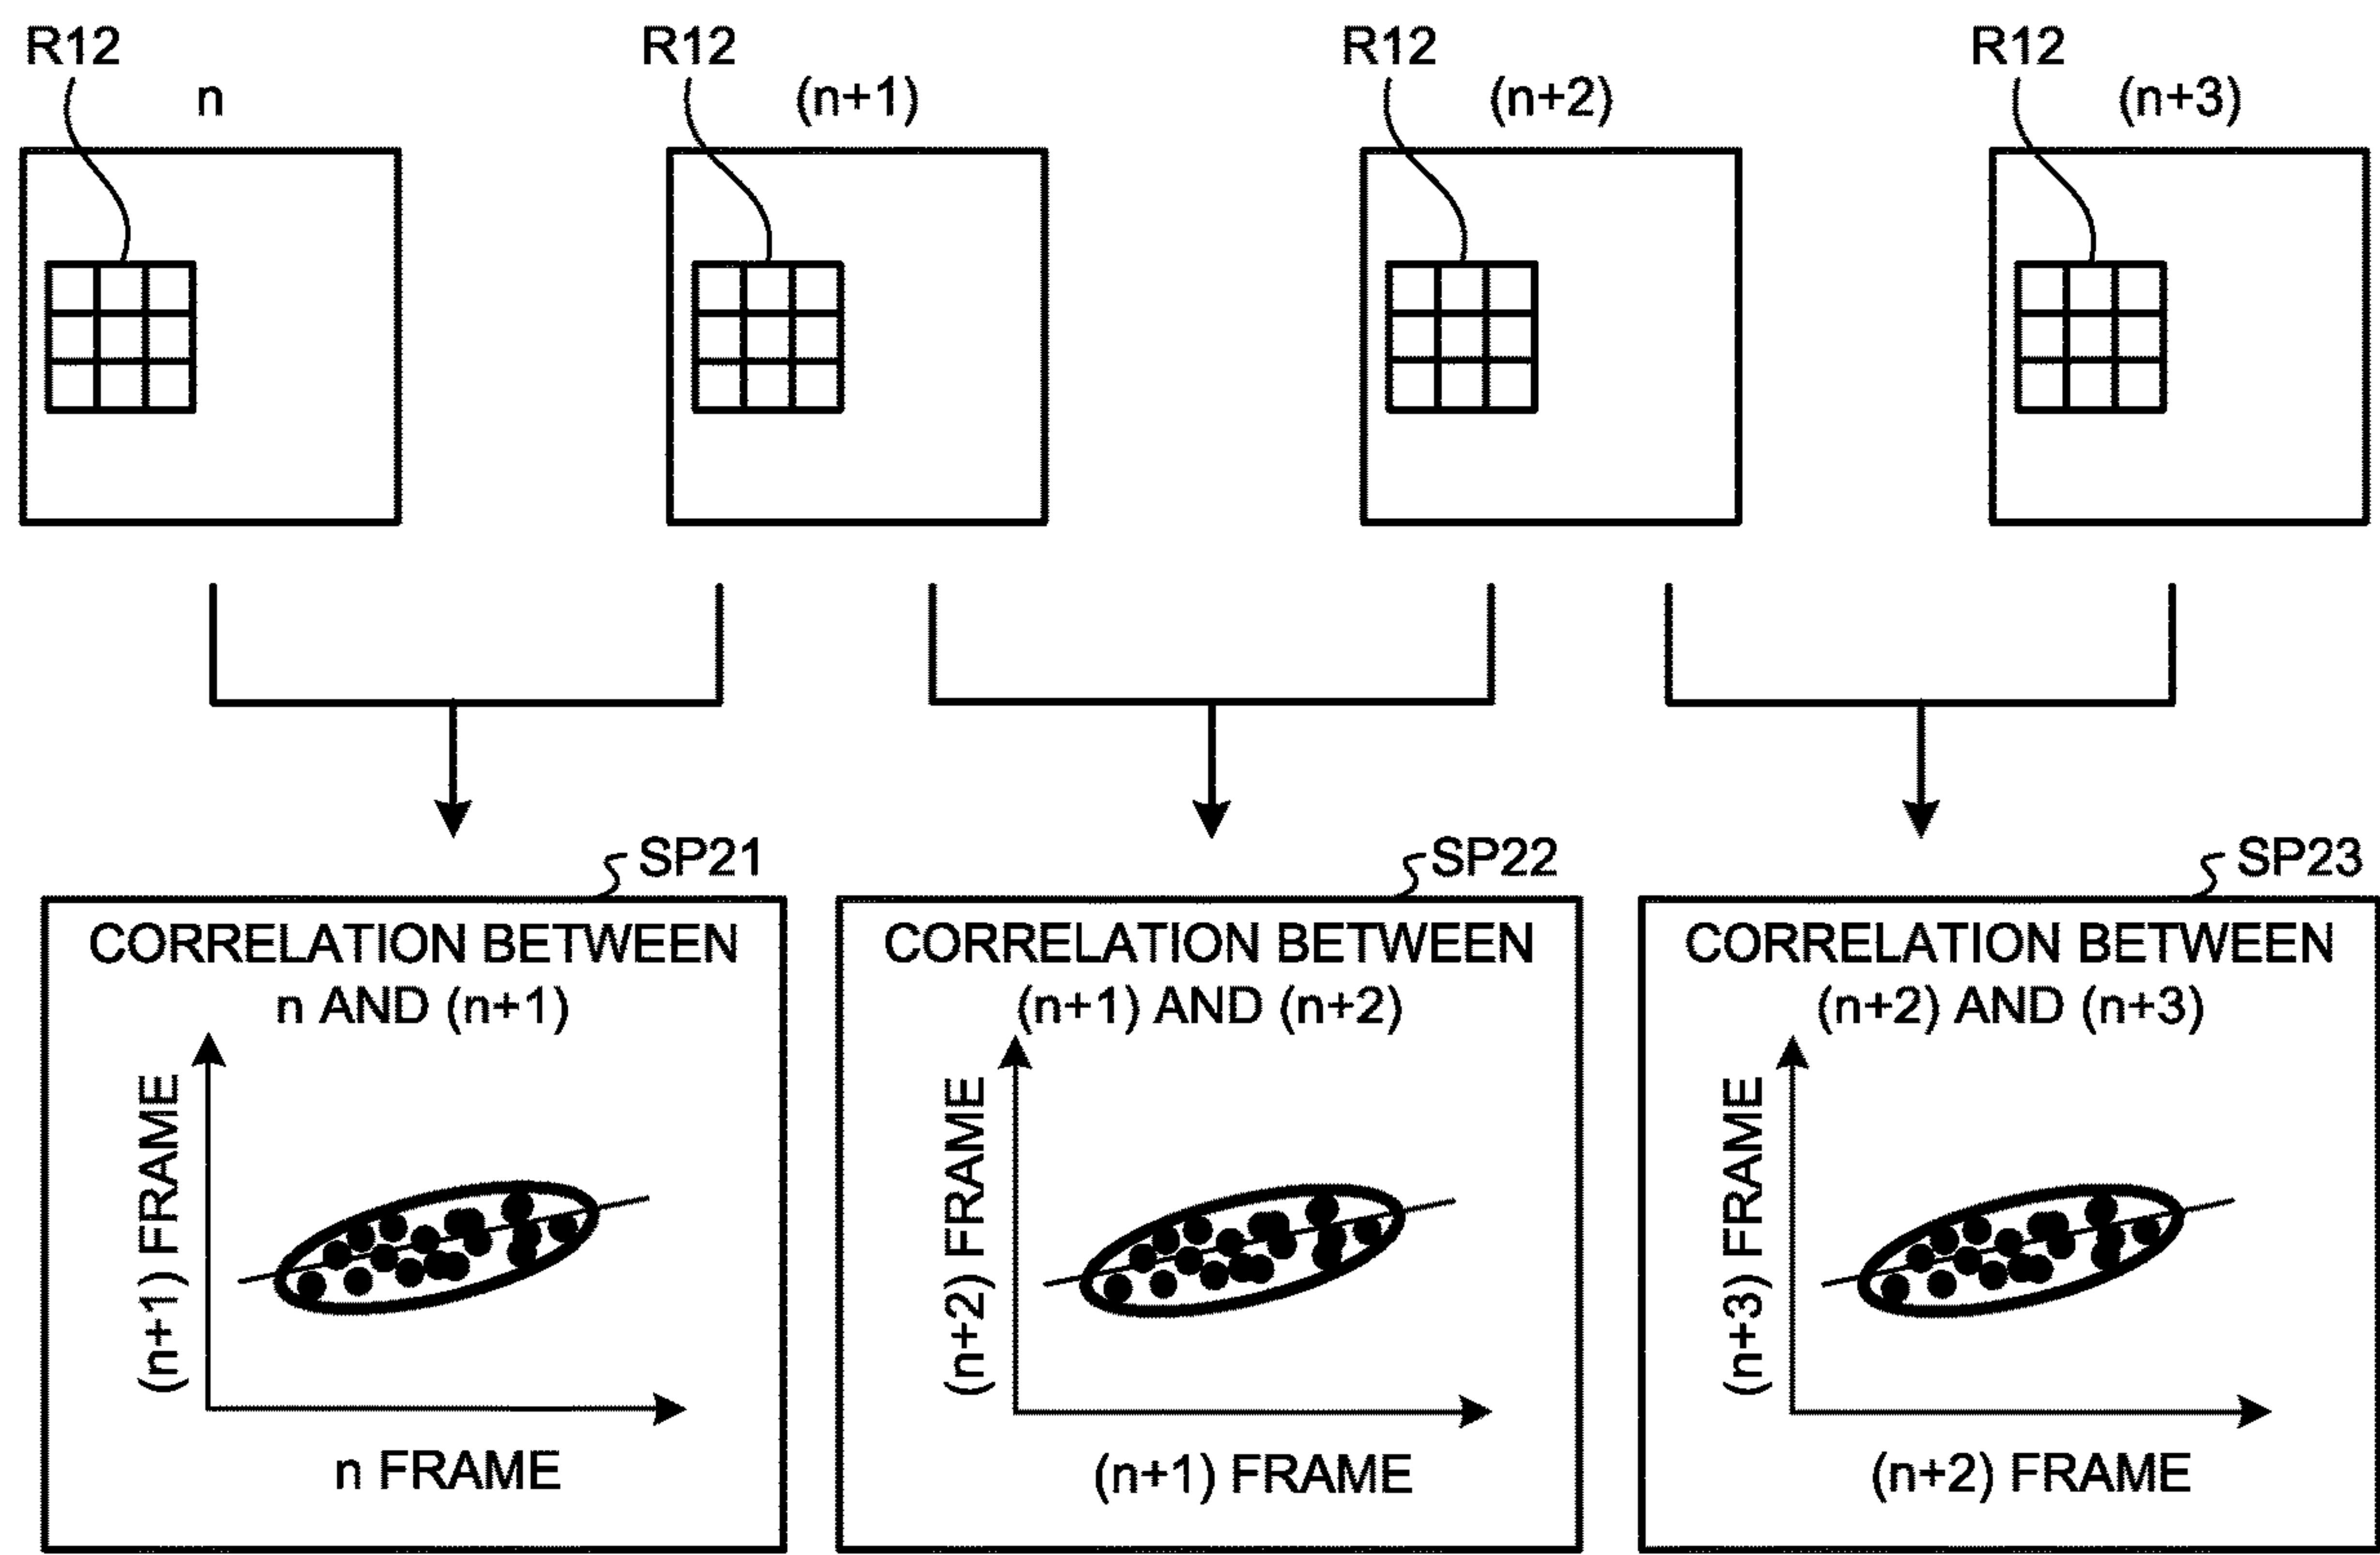 R12
n
R12
(n+1)
R12
(n+2)
R12
(n+3)
SP21
CORRELATION BETWEEN
n AND (n+1)
(n+1) FRAME
n FRAME
SP22
CORRELATION BETWEEN
(n+1) AND (n+2)
(n+2) FRAME
(n+1) FRAME
SP23
CORRELATION BETWEEN
(n+2) AND (n+3)
(n+3) FRAME
(n+2) FRAME